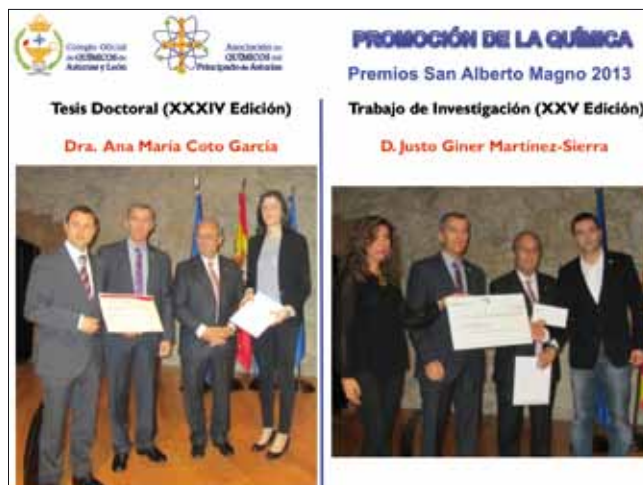 Colegio Oficial
de QUÍMICOS de
Asturias y León
Asociación de
QUÍMICOS del
Principado de Asturias
PROMOCIÓN DE LA QUÍMICA
Premios San Alberto Magno 2013
Tesis Doctoral (XXXIV Edición)
Dra. Ana María Coto García
Trabajo de Investigación (XXV Edición)
D. Justo Giner Martínez-Sierra